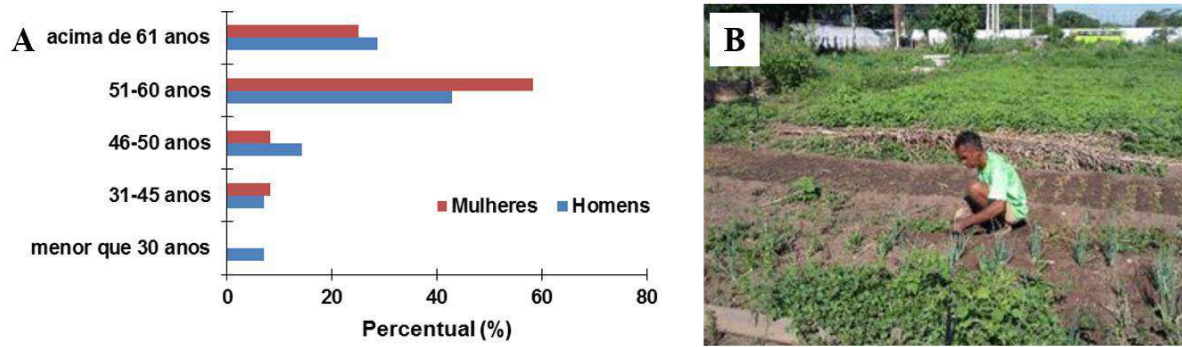 A
acima de 61 anos
51-60 anos
46-50 anos
31-45 anos
menor que 30 anos
Mulheres Homens
0 20 40 60 80
Percentual (%)
B